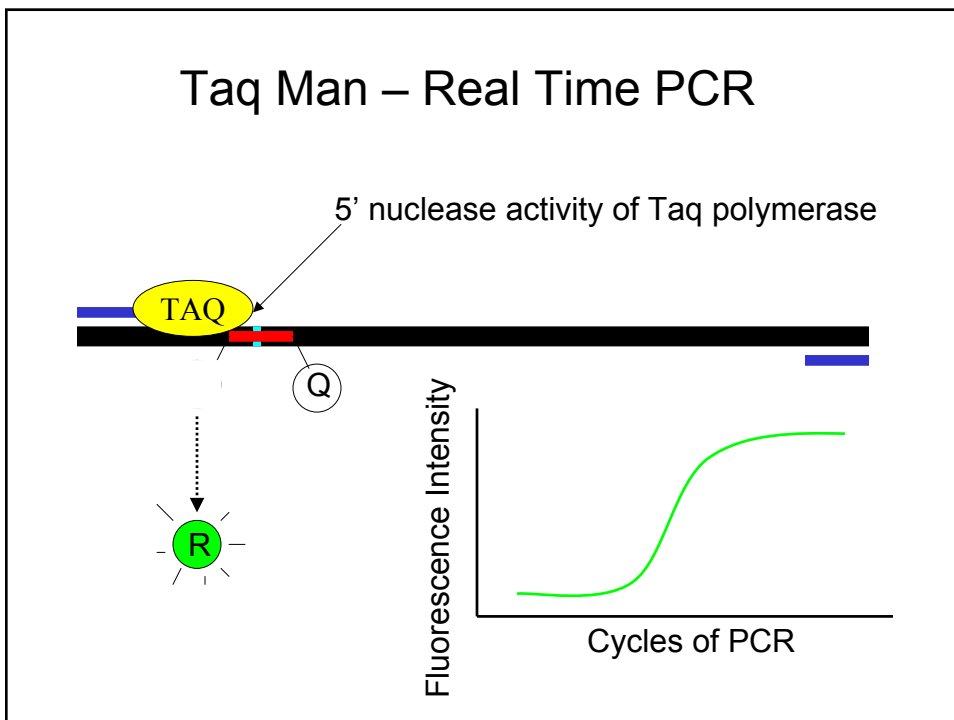 Taq Man – Real Time PCR
5’ nuclease activity of Taq polymerase
TAQ
Q
R
Fluorescence Intensity
Cycles of PCR